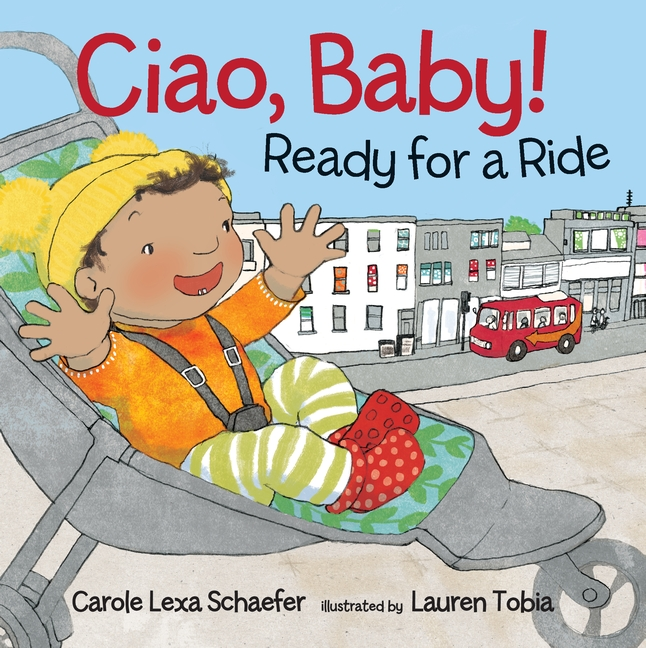 Ciao, Baby!
Ready for a Ride
Carole Lexa Schaefer illustrated by Lauren Tobia